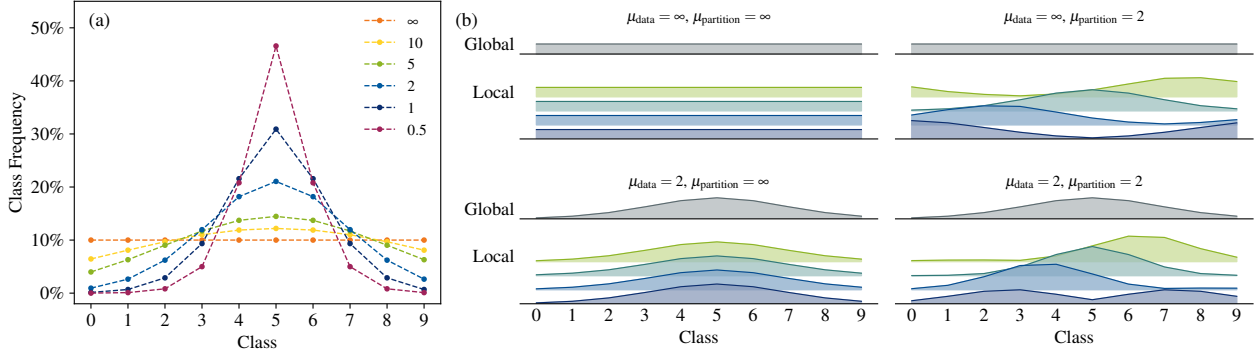 (a)
50%
40%
30%
20%
10%
0%
Class Frequency
∞
10
5
2
1
0.5
0 1 2 3 4 5 6 7 8 9
Class
(b)
μdata = ∞, μpartition = ∞
Global
Local
μdata = ∞, μpartition = 2
μdata = 2, μpartition = ∞
Global
Local
0 1 2 3 4 5 6 7 8 9
Class
μdata = 2, μpartition = 2
0 1 2 3 4 5 6 7 8 9
Class